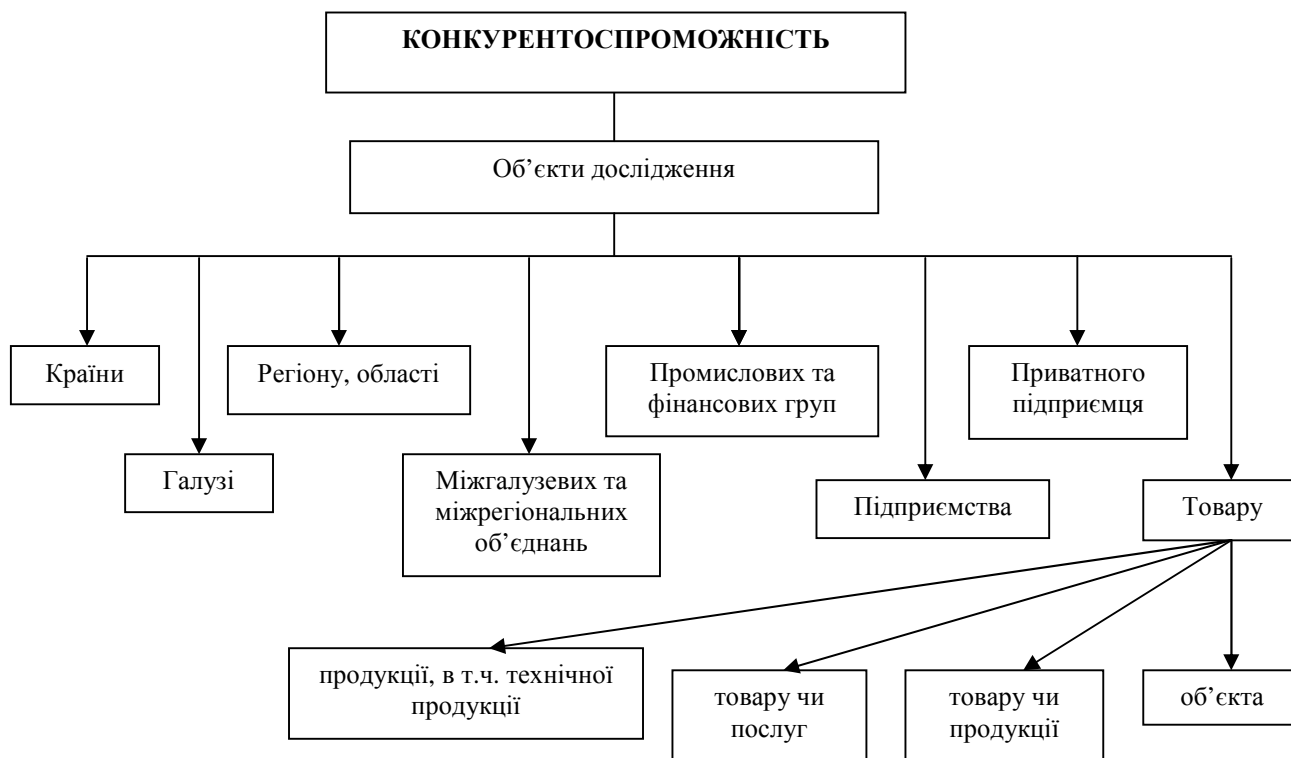 КОНКУРЕНТОСПРОМОЖНІСТЬ
Об’єкти дослідження
Країни
Регіону, області
Промислових та
фінансових груп
Приватного
підприємця
Галузі
Міжгалузевих та
міжрегіональних
об’єднань
Підприємства
Товару
продукції, в т.ч. технічної
продукції
товару чи
послуг
товару чи
продукції
об’єкта